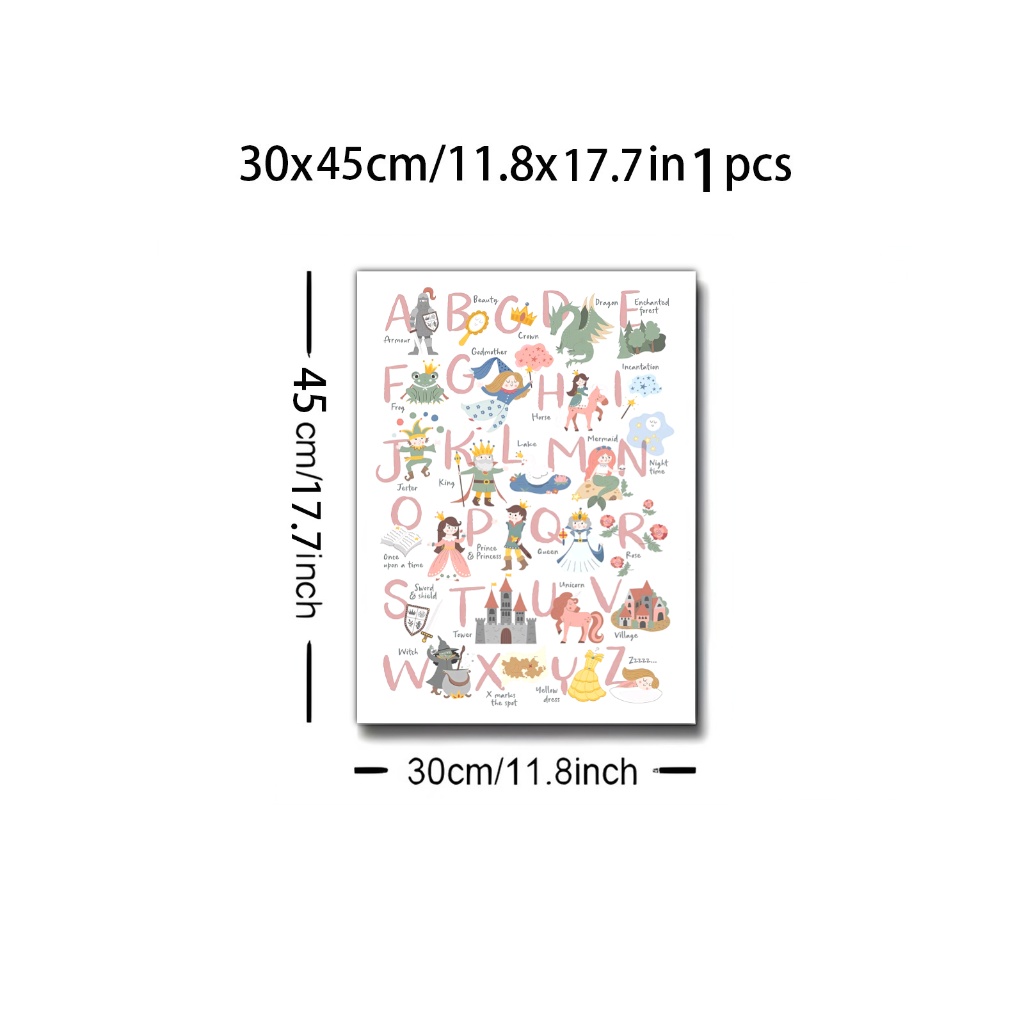 30x45cm/11.8x17.7in 1 pcs
45cm/17.7inch
A B C D E
Armour
Beauty
Crown
Dragon
Enchanted
forest
F G H I
Frog
Godmother
Horse
Incantation
J K L M N
Jester
King
Lake
Mermaid
Night
time
O P Q R
Once
upon a time
Prince
& Princess
Queen
Rose
S T U V
Sword
& shield
Tower
Unicorn
Village
W X Y Z
Witch
X marks
the spot
Yellow
dress
Zzzzz...
30cm/11.8inch